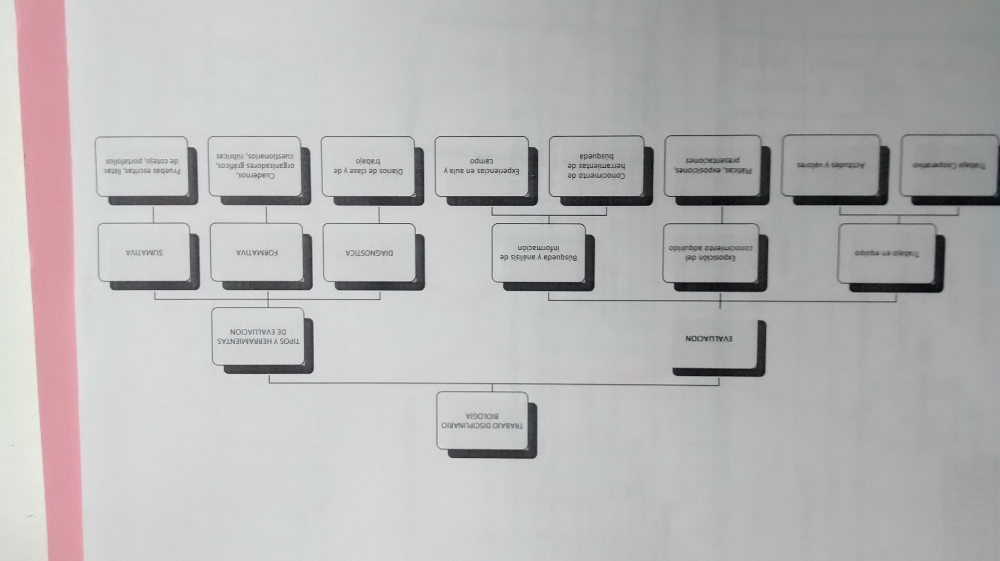 TRABAJO DISCIPLINARIO
BIOLOGIA
EVALUACION
TIPOS Y HERRAMIENTAS
DE EVALUACION
Trabajo en equipo
Exposición del
conocimiento adquirido
Búsqueda y análisis de
información
DIAGNOSTICA
FORMATIVA
SUMATIVA
Trabajo Cooperativo
Actitudes y valores
Pláticas, exposiciones,
presentaciones
Conocimiento de
herramientas de
búsqueda
Experiencias en aula y
campo
Diarios de clase y de
trabajo
Cuadernos,
organizadores gráficos,
cuestionarios, rúbricas
Pruebas escritas, listas
de cotejo, portafolios